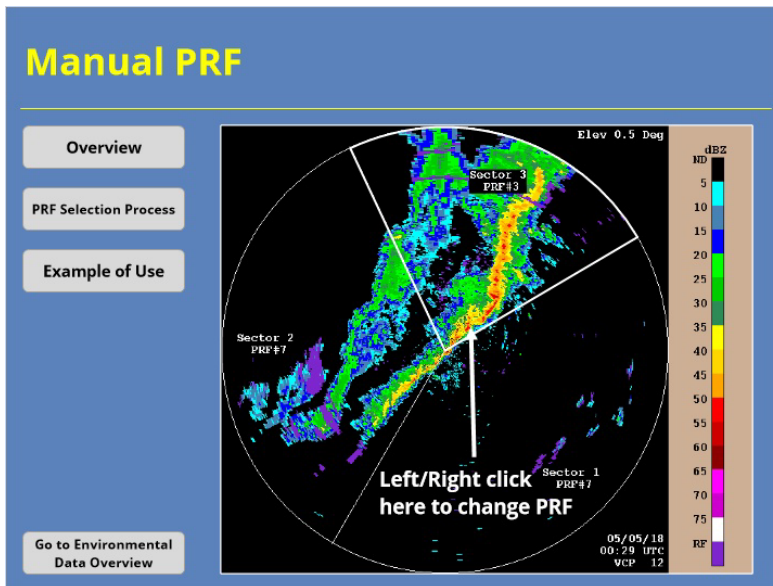 Manual PRF
Overview
PRF Selection Process
Example of Use
Go to Environmental
Data Overview
Elev 0.5 Deg
Sector 3
PRF#3
Sector 2
PRF#7
Sector 1
PRF#7
Left/Right click
here to change PRF
05/05/18
00:29 UTC
VCP 12
dBZ
ND
5
10
15
20
25
30
35
40
45
50
55
60
65
70
75
RF